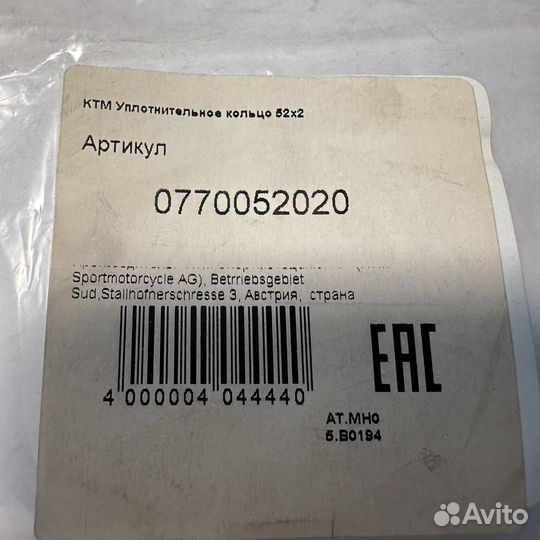 КТМ Уплотнительное кольцо 52x2
Артикул
0770052020
Sportmotorcycle AG), Betrriebsgebiet
Sud,Stallhofnerschresse 3, Австрия, страна
4 000004 044440
EAC
AT.MH0
5.B0194
Avito